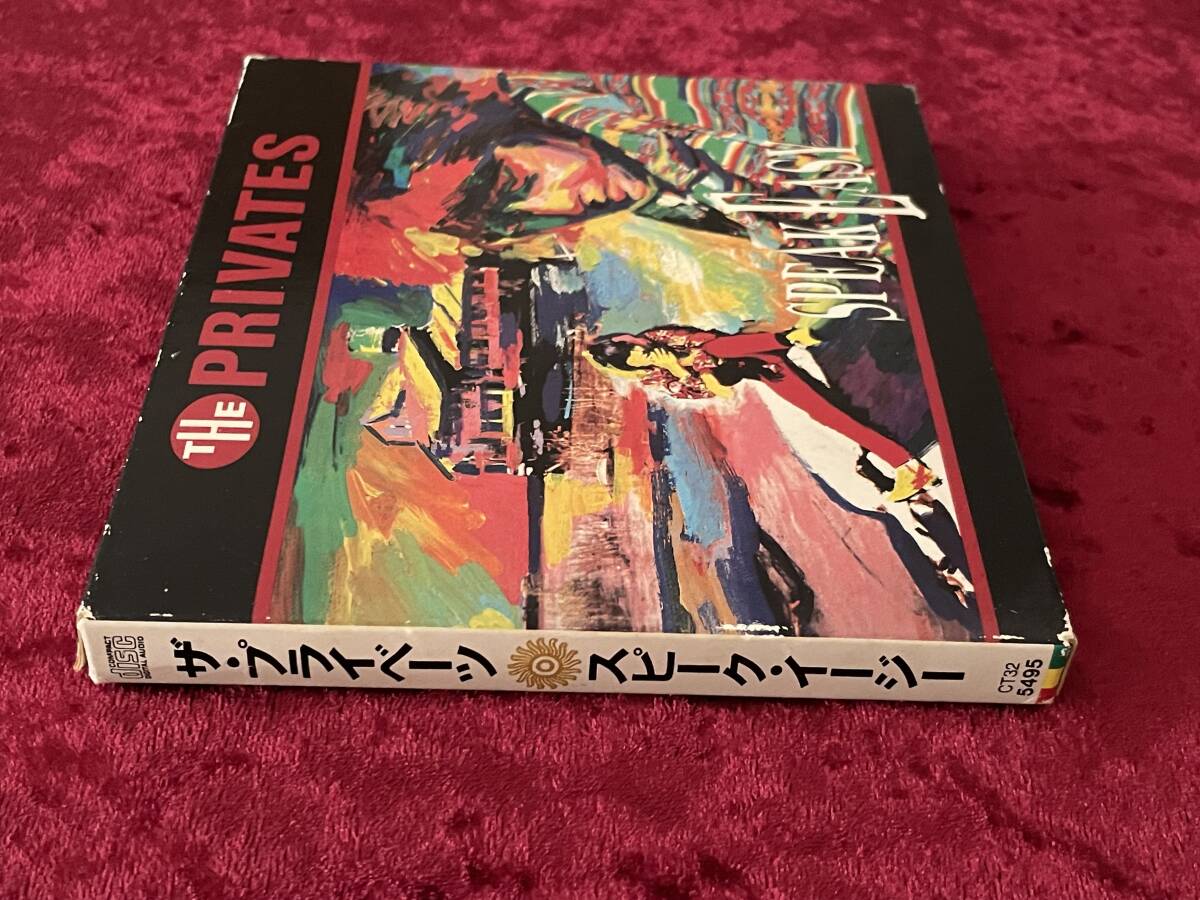 THE PRIVATES
SPEAK EASY
COMPACT
disc
DIGITAL AUDIO
ザ・プライベーツ
スピーク・イージー
CT32
5495